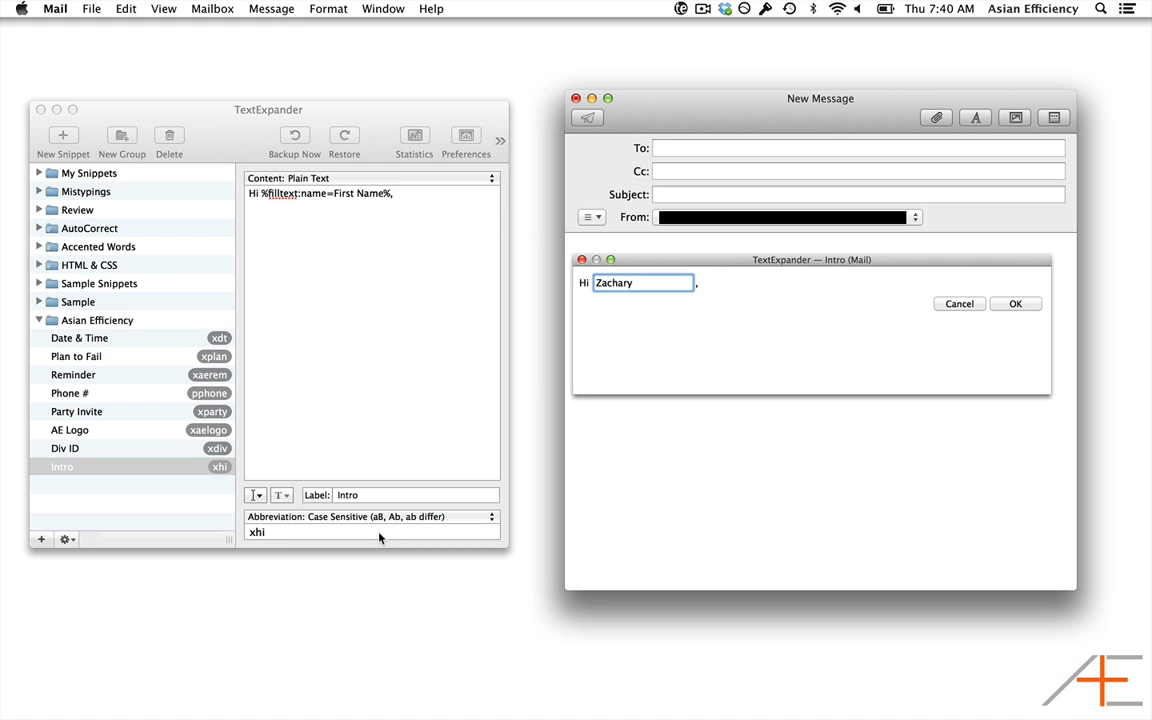 Mail File Edit View Mailbox Message Format Window Help
Thu 7:40 AM Asian Efficiency
TextExpander
New Snippet New Group Delete Backup Now Restore Statistics Preferences
My Snippets
Mistypings
Review
AutoCorrect
Accented Words
HTML & CSS
Sample Snippets
Sample
Asian Efficiency
Date & Time xdt
Plan to Fail xplan
Reminder xaerem
Phone # pphone
Party Invite xparty
AE Logo xaelogo
Div ID xdiv
Intro xhi
Content: Plain Text
Hi %filltext:name=First Name%,
Label: Intro
Abbreviation: Case Sensitive (aB, Ab, ab differ)
xhi
New Message
To:
Cc:
Subject:
From:
TextExpander — Intro (Mail)
Hi Zachary ,
Cancel OK
AE